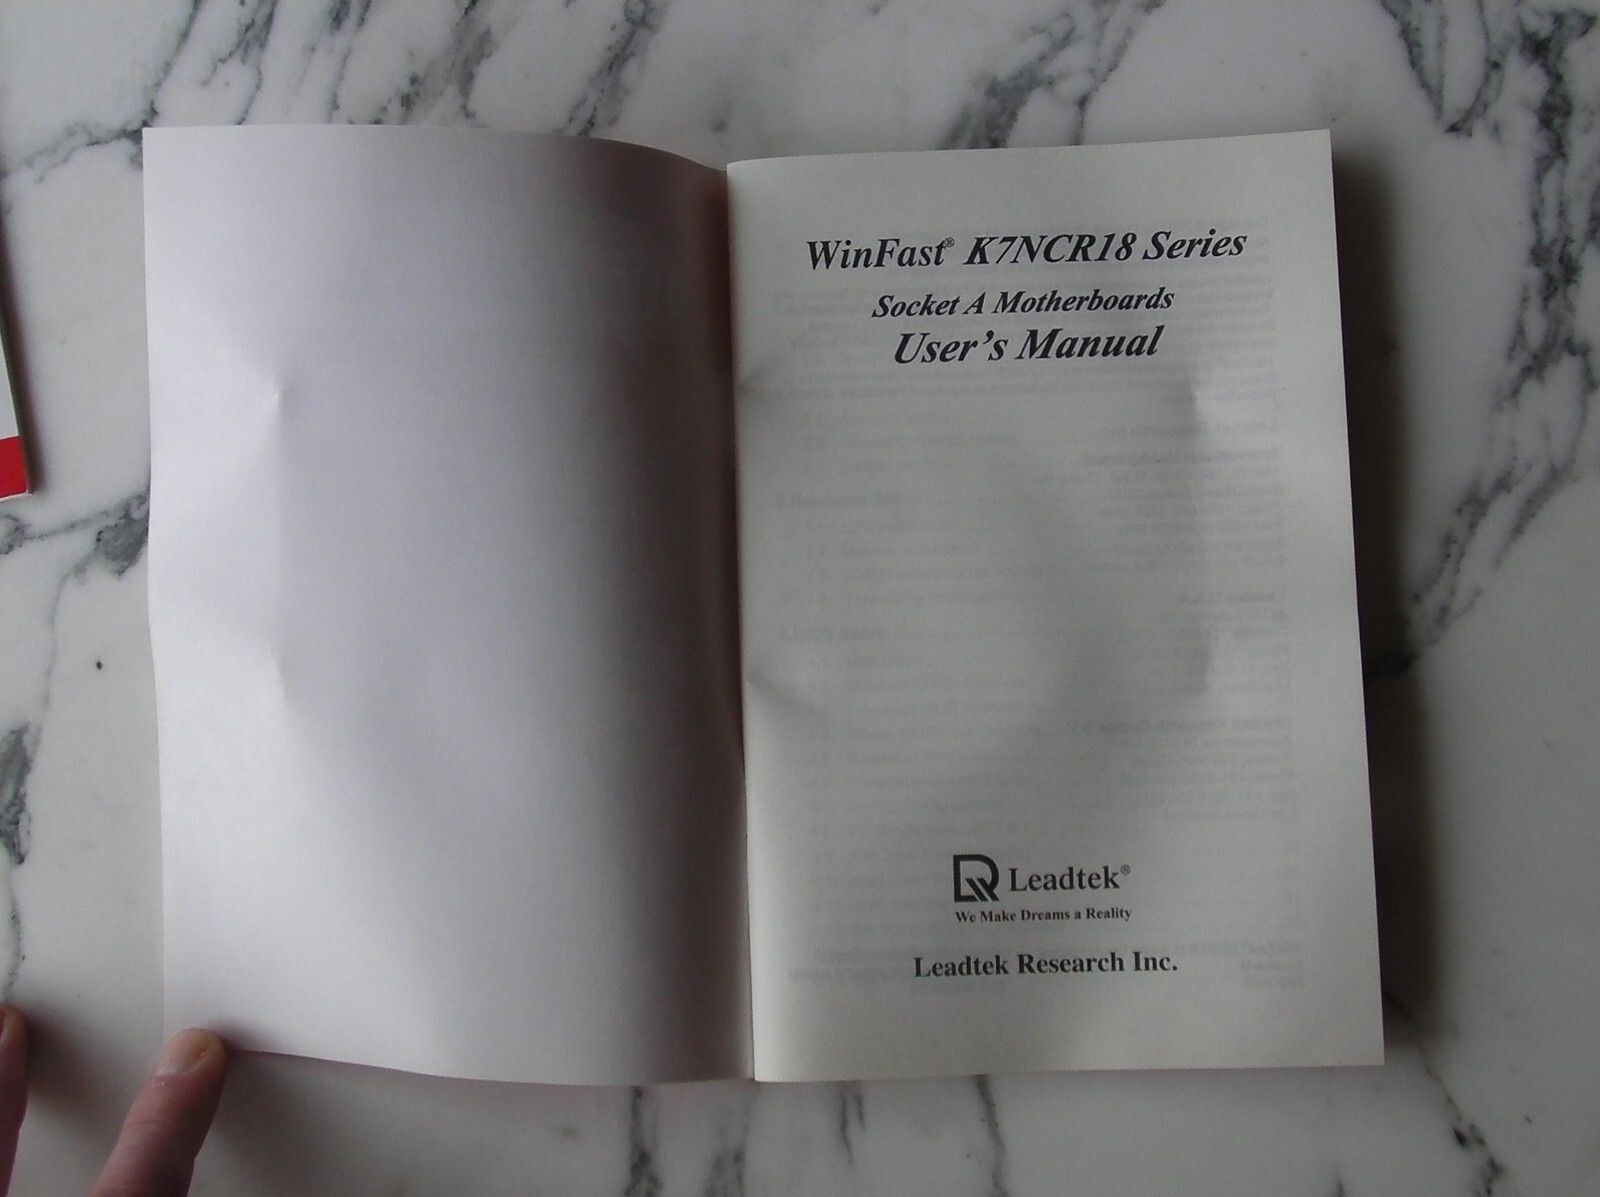 WinFast® K7NCR18 Series
Socket A Motherboards
User's Manual
Leadtek®
We Make Dreams a Reality
Leadtek Research Inc.